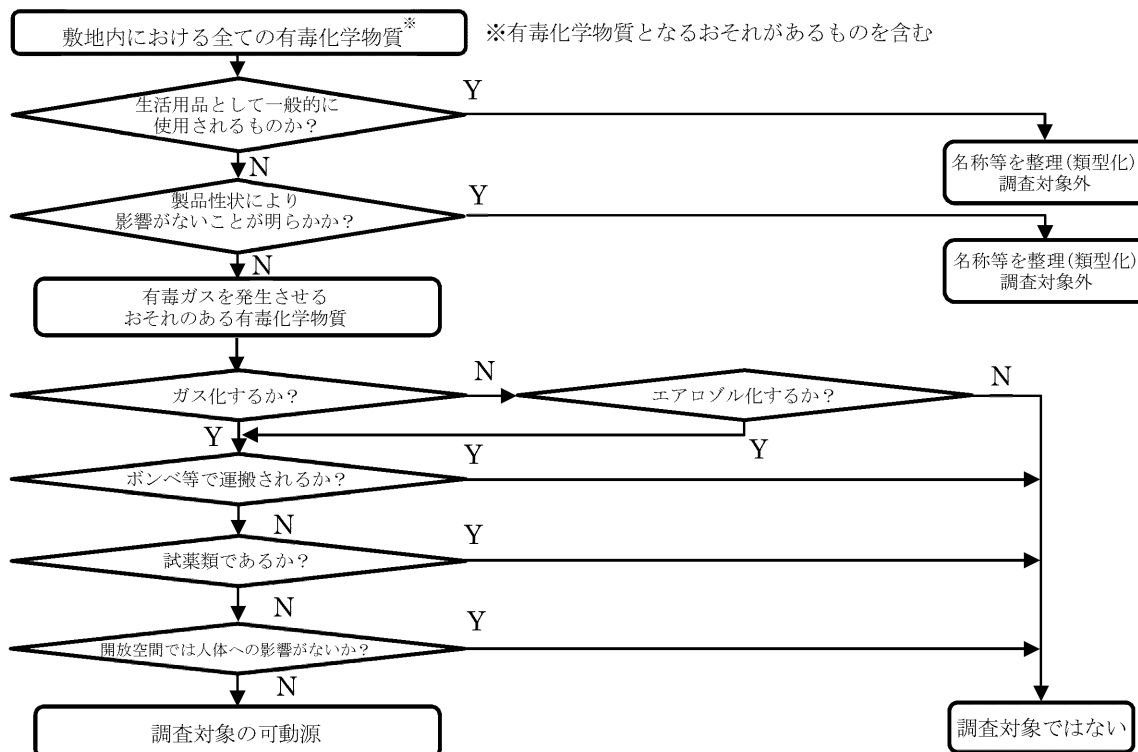 敷地内における全ての有毒化学物質※
※有毒化学物質となるおそれがあるものを含む
生活用品として一般的に
使用されるものか？
Y
N
名称等を整理(類型化)
調査対象外
製品性状により
影響がないことが明らかか？
Y
N
名称等を整理(類型化)
調査対象外
有毒ガスを発生させる
おそれのある有毒化学物質
ガス化するか？
N
エアロゾル化するか？
N
Y
Y
ボンベ等で運搬されるか？
Y
N
試薬類であるか？
Y
N
開放空間では人体への影響がないか？
Y
N
調査対象の可動源
調査対象ではない